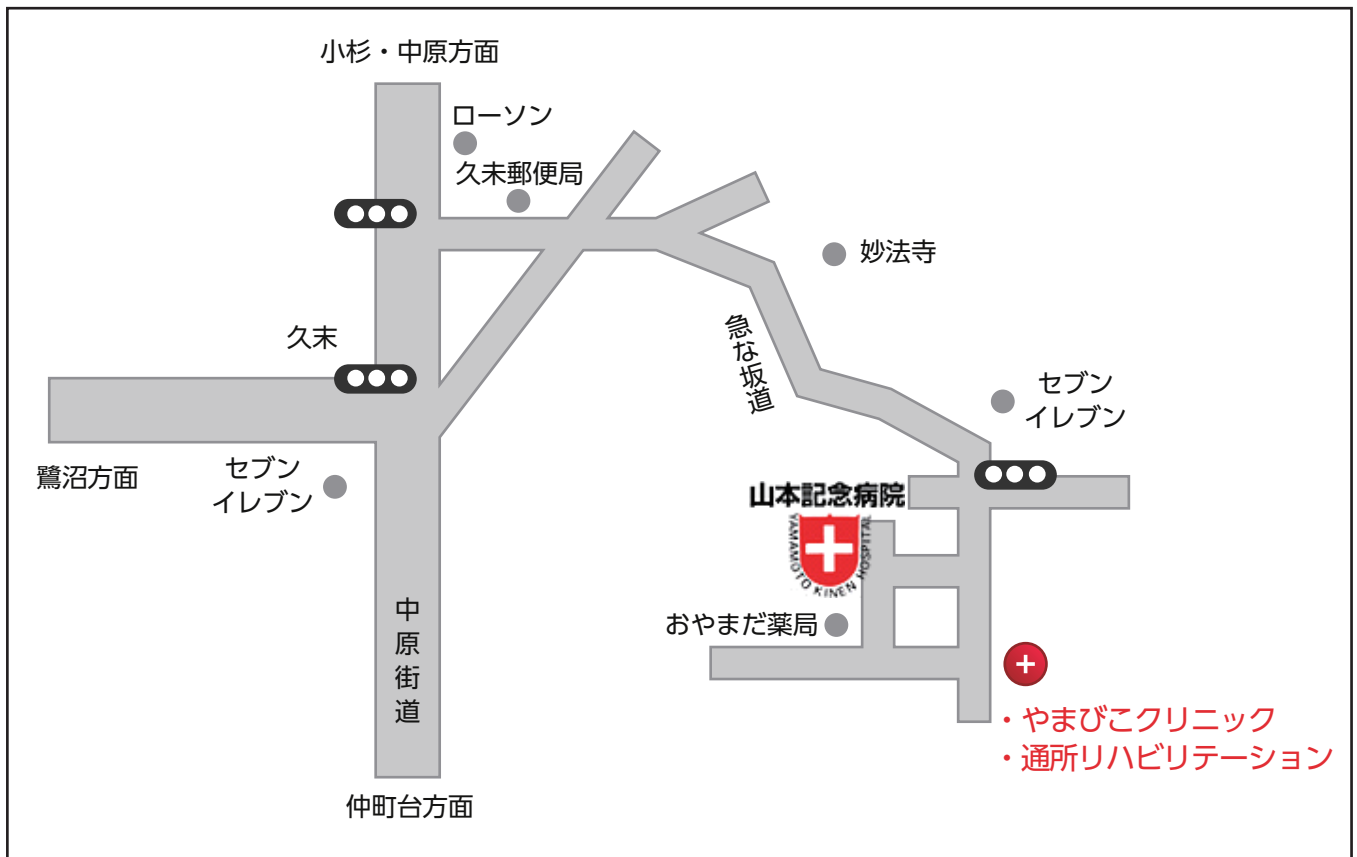 小杉・中原方面
ローソン
久未郵便局
妙法寺
久末
急な坂道
セブン
イレブン
鷺沼方面
セブン
イレブン
山本記念病院
YAMAMOTO KINEN HOSPITAL
中原街道
おやまだ薬局
・やまびこクリニック
・通所リハビリテーション
仲町台方面